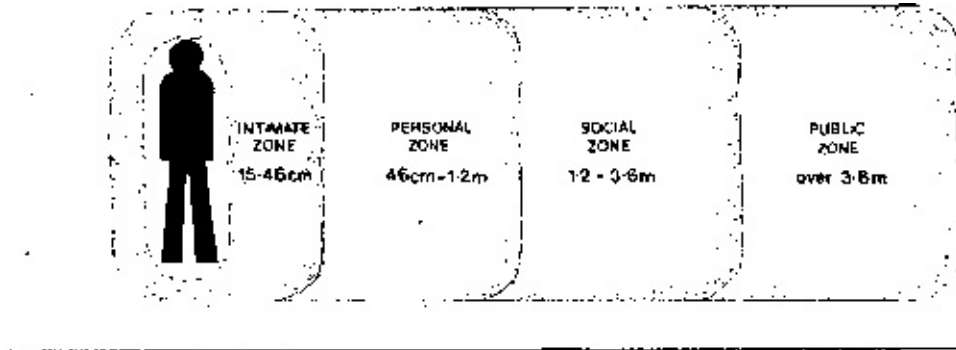 INTIMATE
ZONE
15-46cm
PERSONAL
ZONE
46cm-1·2m
SOCIAL
ZONE
1·2 - 3·6m
PUBLIC
ZONE
over 3·6m